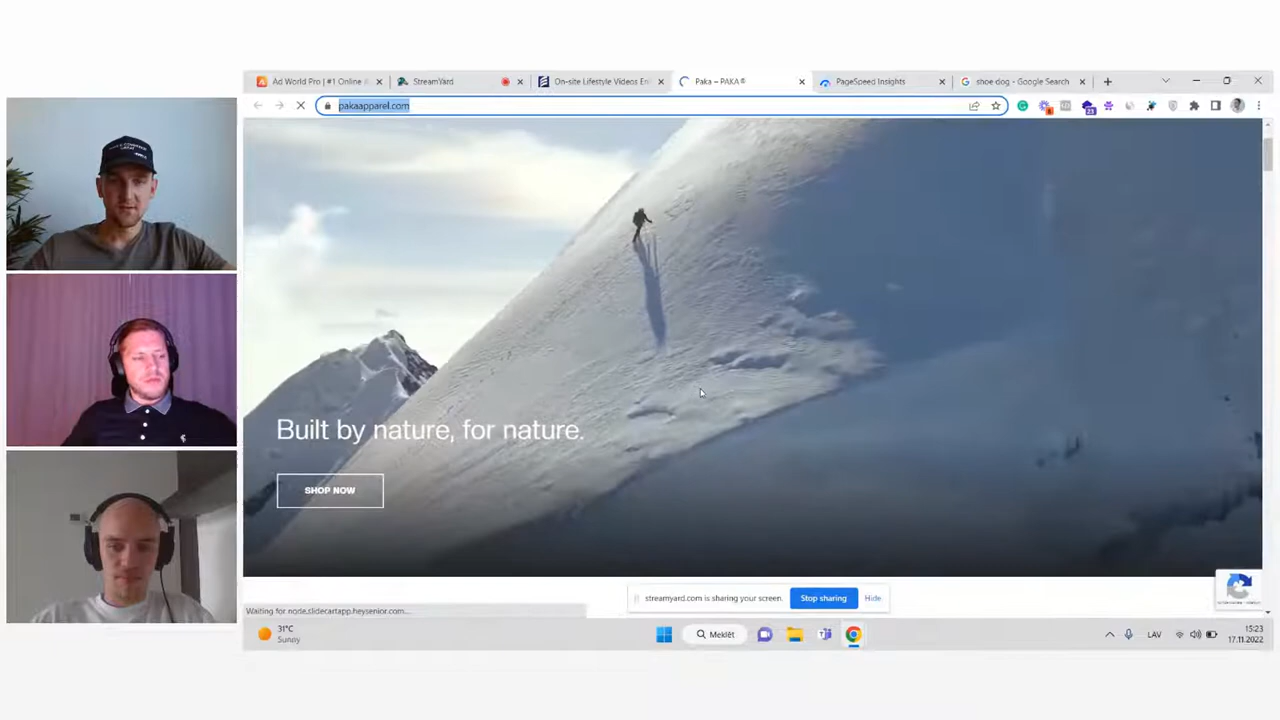 Ad World Pro | #1 Online
StreamYard
On-site Lifestyle Videos En
Paka – PAKA®
PageSpeed Insights
shoe dog - Google Search
pakaapparel.com
Built by nature, for nature.
SHOP NOW
streamyard.com is sharing your screen.
Stop sharing
Hide
Waiting for node.slidecartapp.heysenior.com...
31°C
Sunny
Meklēt
LAV
15:23
17.11.2022